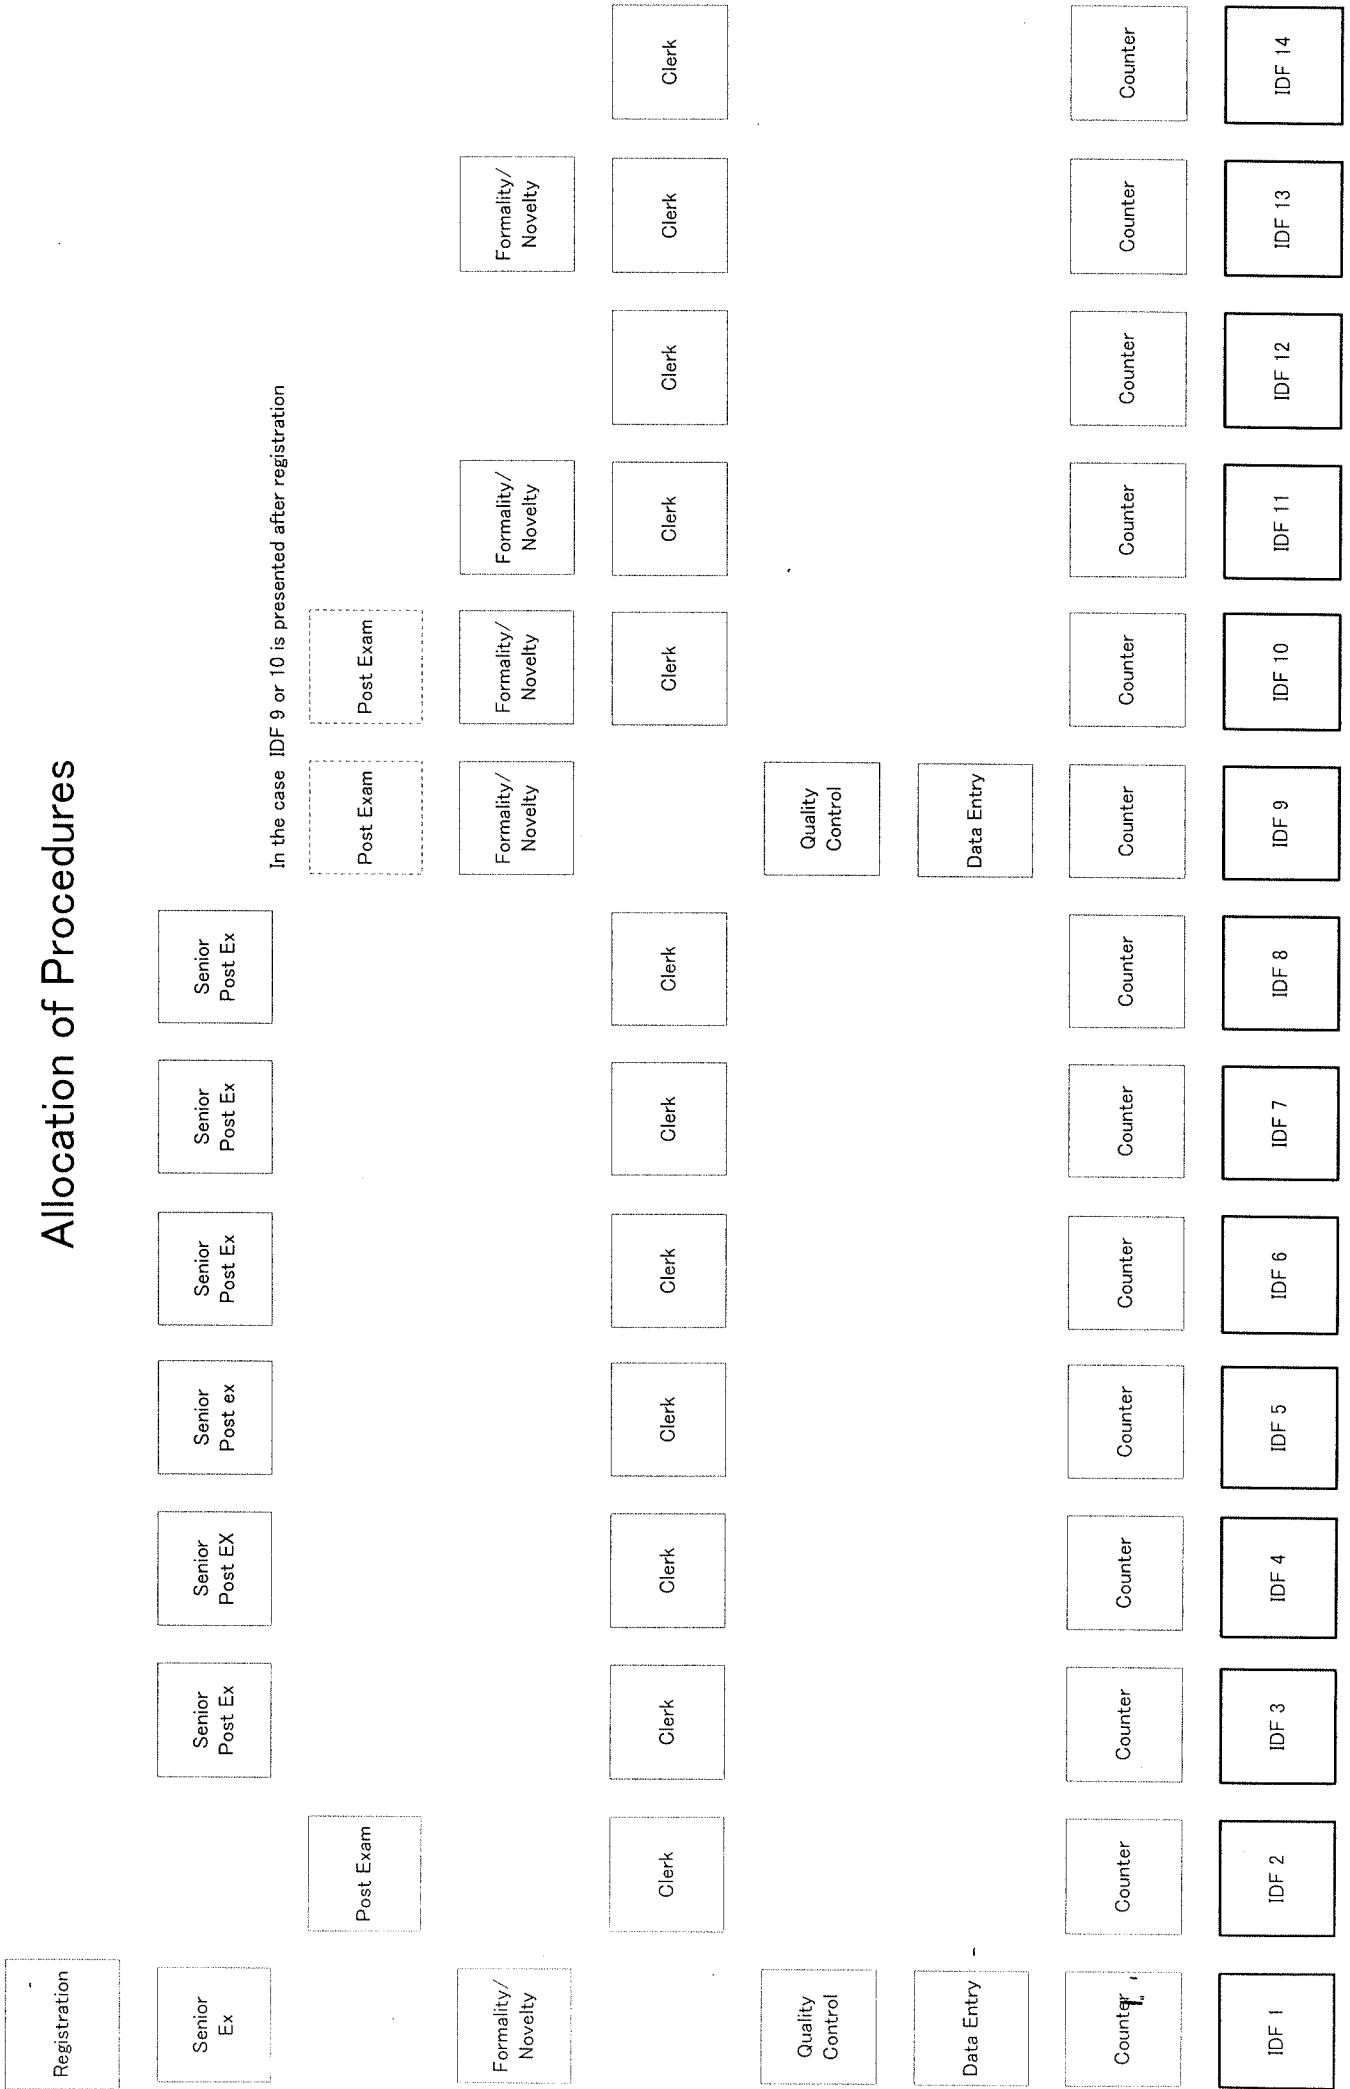 Allocation of Procedures
Registration
Senior
Ex
Senior
Post Ex
Senior
Post EX
Senior
Post ex
Senior
Post Ex
Senior
Post Ex
Senior
Post Ex
In the case IDF 9 or 10 is presented after registration
Post Exam
Post Exam
Post Exam
Formality/
Novelty
Formality/
Novelty
Formality/
Novelty
Formality/
Novelty
Formality/
Novelty
Clerk
Clerk
Clerk
Clerk
Clerk
Clerk
Clerk
Clerk
Clerk
Clerk
Clerk
Clerk
Quality
Control
Quality
Control
Data Entry
Data Entry
Counter
Counter
Counter
Counter
Counter
Counter
Counter
Counter
Counter
Counter
Counter
Counter
Counter
Counter
IDF 1
IDF 2
IDF 3
IDF 4
IDF 5
IDF 6
IDF 7
IDF 8
IDF 9
IDF 10
IDF 11
IDF 12
IDF 13
IDF 14